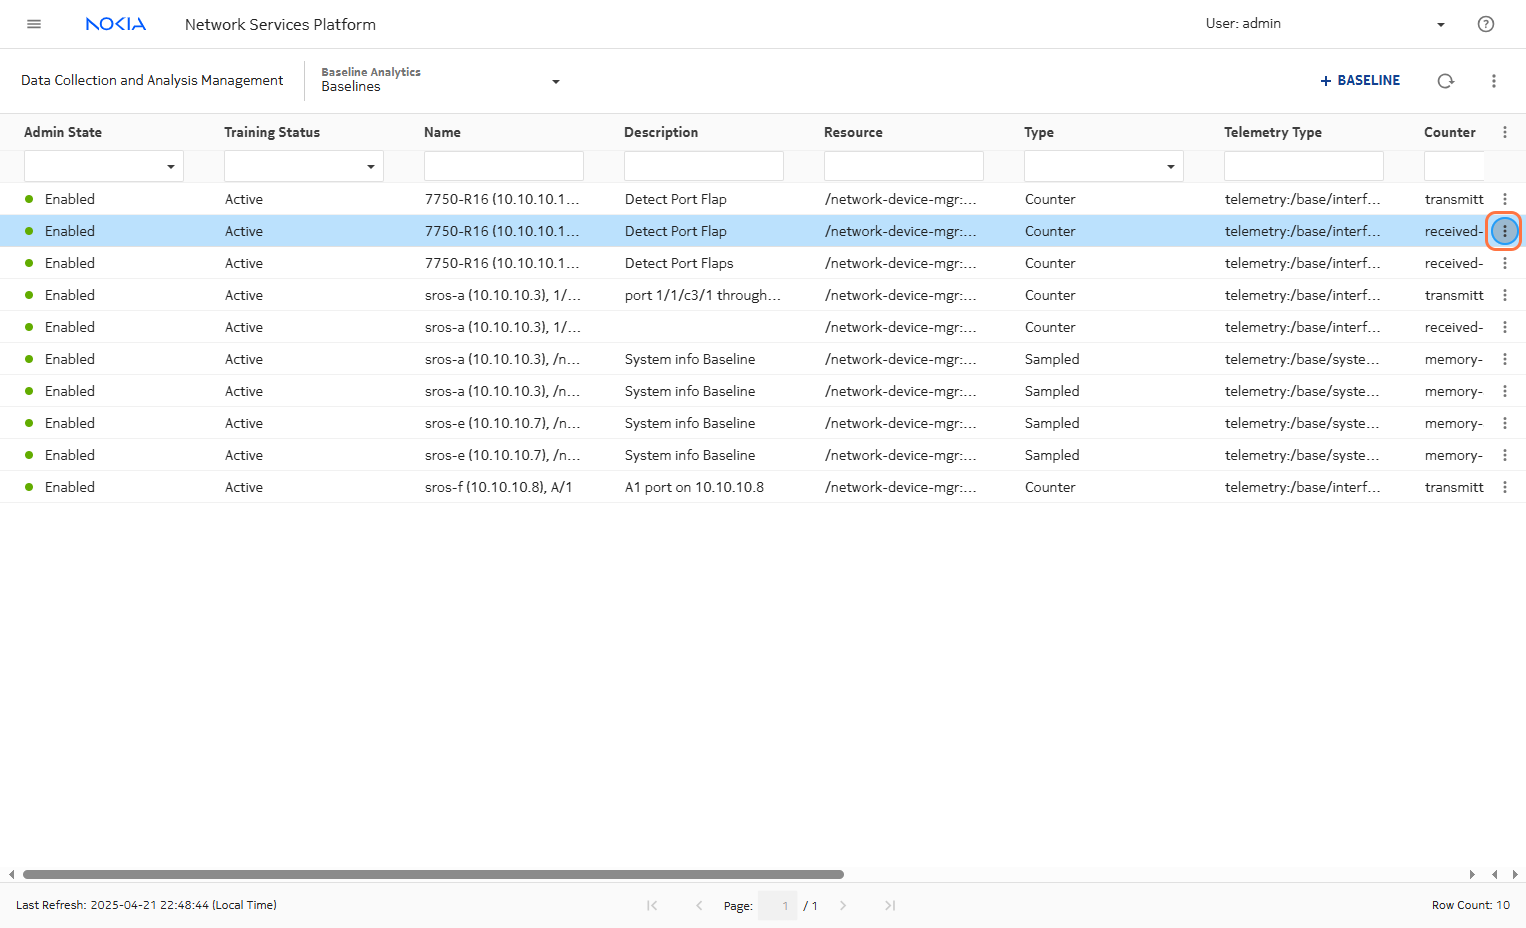 NOKIA Network Services Platform User: admin
Data Collection and Analysis Management Baseline Analytics Baselines + BASELINE
Admin State Training Status Name Description Resource Type Telemetry Type Counter
Enabled Active 7750-R16 (10.10.10.1... Detect Port Flap /network-device-mgr:... Counter telemetry:/base/interf... transmitt
Enabled Active 7750-R16 (10.10.10.1... Detect Port Flap /network-device-mgr:... Counter telemetry:/base/interf... received-
Enabled Active 7750-R16 (10.10.10.1... Detect Port Flaps /network-device-mgr:... Counter telemetry:/base/interf... received-
Enabled Active sros-a (10.10.10.3), 1/... port 1/1/c3/1 through... /network-device-mgr:... Counter telemetry:/base/interf... transmitt
Enabled Active sros-a (10.10.10.3), 1/... /network-device-mgr:... Counter telemetry:/base/interf... received-
Enabled Active sros-a (10.10.10.3), /n... System info Baseline /network-device-mgr:... Sampled telemetry:/base/syste... memory-
Enabled Active sros-a (10.10.10.3), /n... System info Baseline /network-device-mgr:... Sampled telemetry:/base/syste... memory-
Enabled Active sros-e (10.10.10.7), /n... System info Baseline /network-device-mgr:... Sampled telemetry:/base/syste... memory-
Enabled Active sros-e (10.10.10.7), /n... System info Baseline /network-device-mgr:... Sampled telemetry:/base/syste... memory-
Enabled Active sros-f (10.10.10.8), A/1 A1 port on 10.10.10.8 /network-device-mgr:... Counter telemetry:/base/interf... transmitt
Last Refresh: 2025-04-21 22:48:44 (Local Time) Page: 1 / 1 Row Count: 10